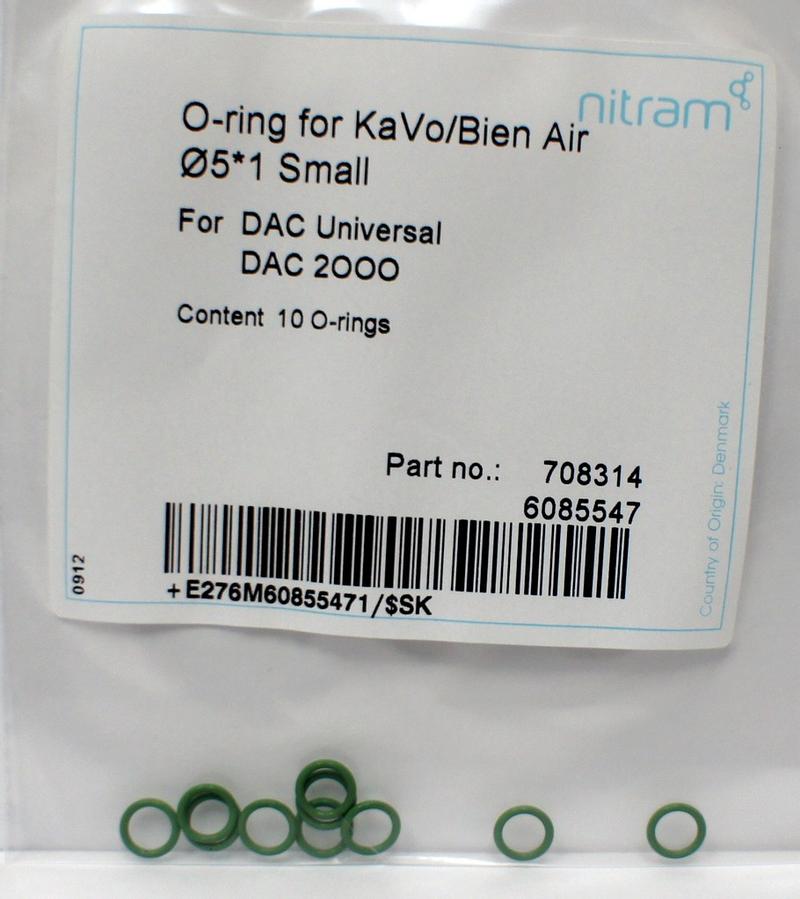 nitram
O-ring for KaVo/Bien Air
Ø5*1 Small
For DAC Universal
DAC 2000
Content 10 O-rings
Part no.: 708314
6085547
+E276M60855471/$SK
0912
Country of Origin: Denmark